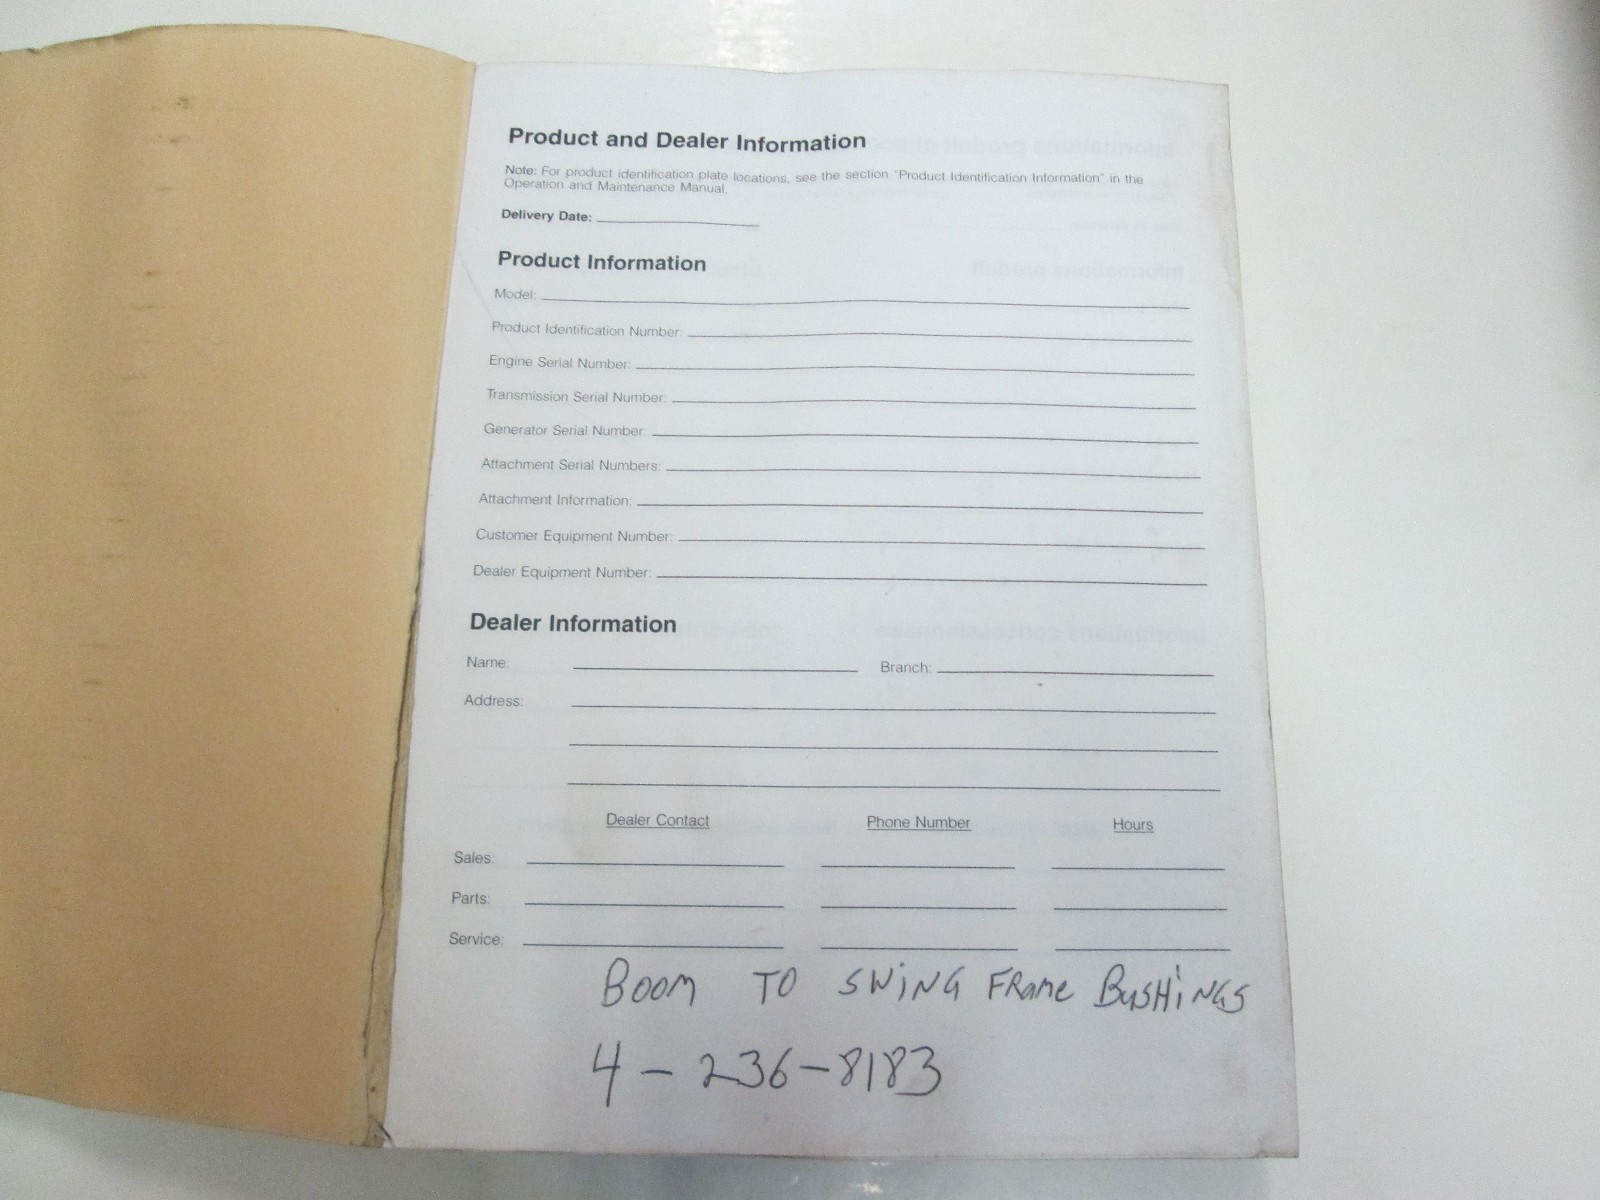 Product and Dealer Information
Note: For product identification plate locations, see the section "Product Identification Information" in the
Operation and Maintenance Manual.
Delivery Date:
Product Information
Model:
Product Identification Number:
Engine Serial Number:
Transmission Serial Number:
Generator Serial Number:
Attachment Serial Numbers:
Attachment Information:
Customer Equipment Number:
Dealer Equipment Number:
Dealer Information
Name: Branch:
Address:
Dealer Contact Phone Number Hours
Sales:
Parts:
Service:
BOOM TO SWING FRAME BUSHINGS
4-236-8183